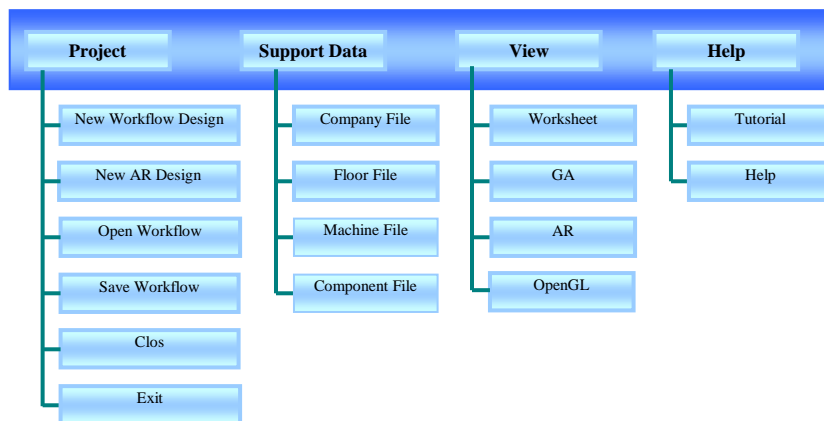 Project
Support Data
View
Help
New Workflow Design
New AR Design
Open Workflow
Save Workflow
Clos
Exit
Company File
Floor File
Machine File
Component File
Worksheet
GA
AR
OpenGL
Tutorial
Help